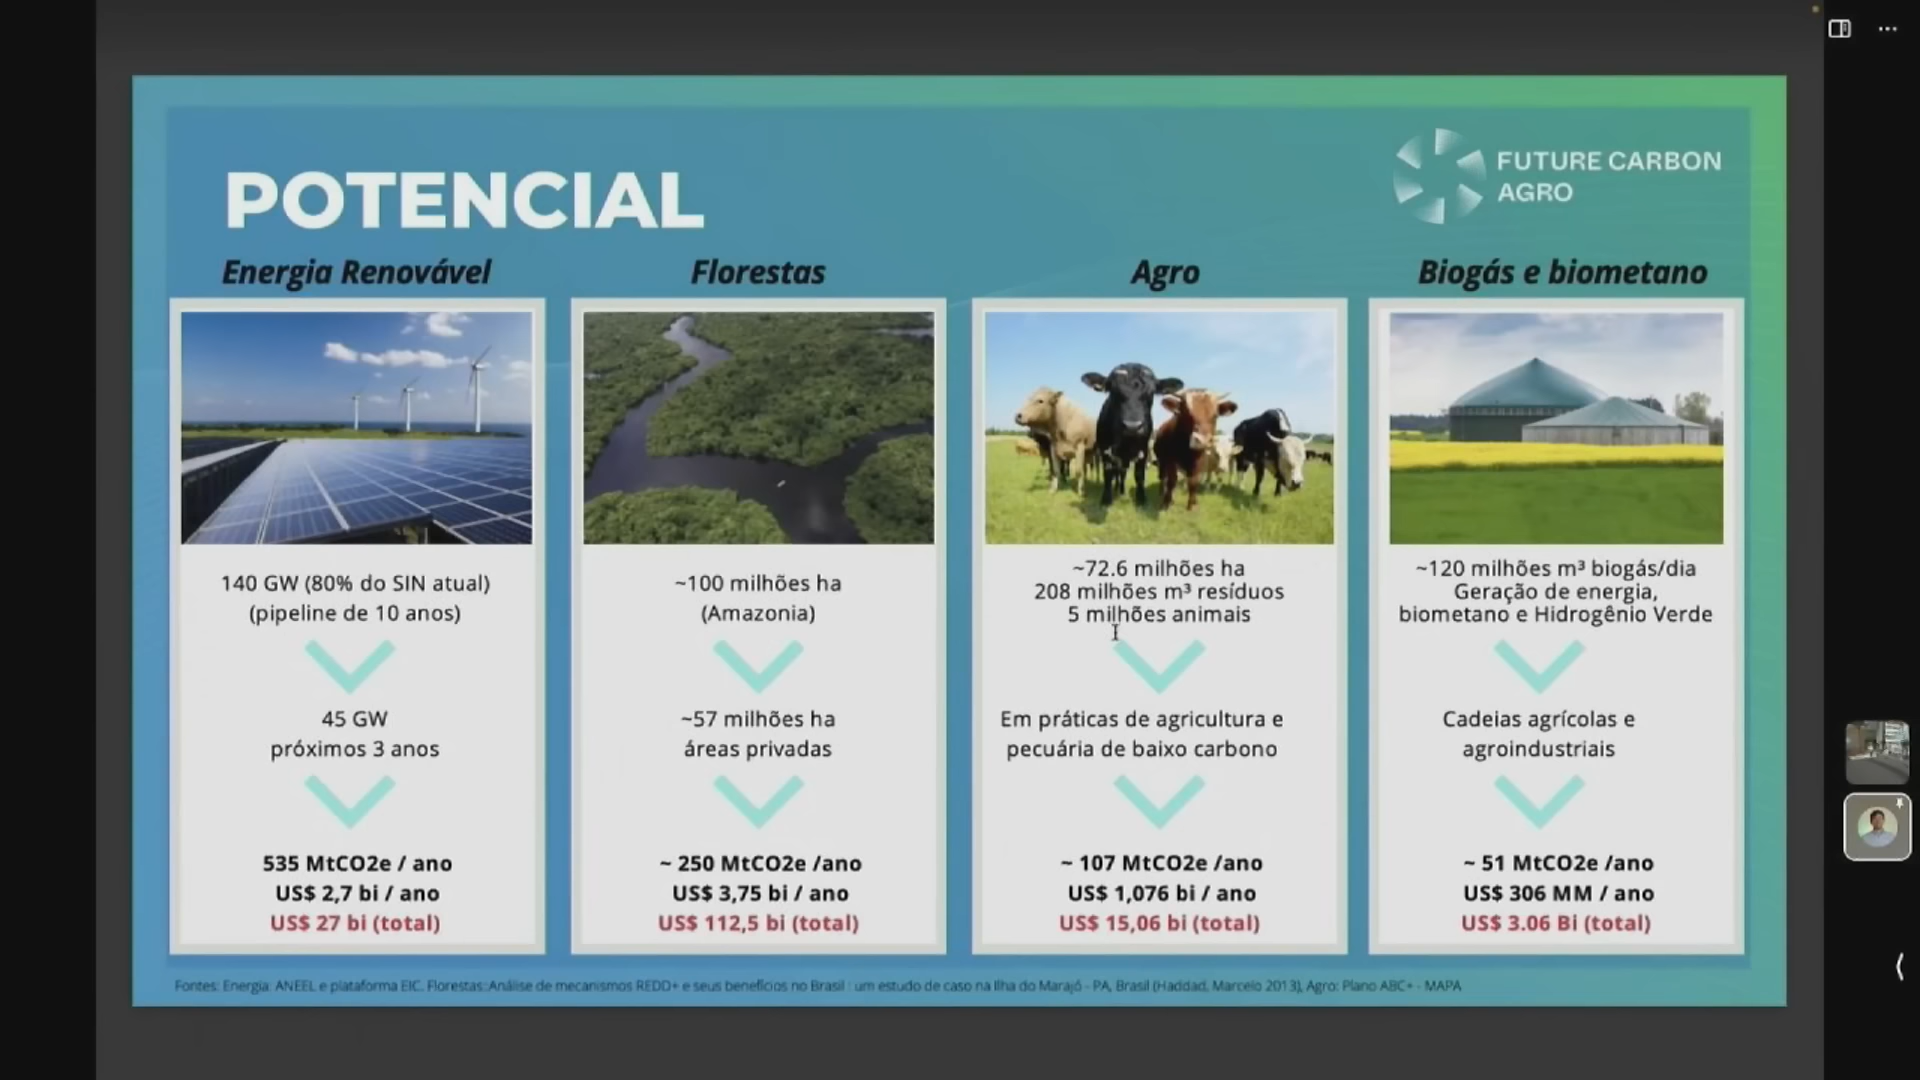 POTENCIAL
FUTURE CARBON
AGRO
Energia Renovável
140 GW (80% do SIN atual)
(pipeline de 10 anos)
45 GW
próximos 3 anos
535 MtCO2e / ano
US$ 2,7 bi / ano
US$ 27 bi (total)
Florestas
~100 milhões ha
(Amazonia)
~57 milhões ha
áreas privadas
~ 250 MtCO2e /ano
US$ 3,75 bi / ano
US$ 112,5 bi (total)
Agro
~72.6 milhões ha
208 milhões m³ resíduos
5 milhões animais
Em práticas de agricultura e
pecuária de baixo carbono
~ 107 MtCO2e /ano
US$ 1,076 bi / ano
US$ 15,06 bi (total)
Biogás e biometano
~120 milhões m³ biogás/dia
Geração de energia,
biometano e Hidrogênio Verde
Cadeias agrícolas e
agroindustriais
~ 51 MtCO2e /ano
US$ 306 MM / ano
US$ 3.06 Bi (total)
Fontes: Energia: ANEEL e plataforma EIC. Florestas: Análise de mecanismos REDD+ e seus benefícios no Brasil : um estudo de caso na Ilha do Marajó - PA, Brasil (Haddad, Marcelo 2013), Agro: Plano ABC+ - MAPA